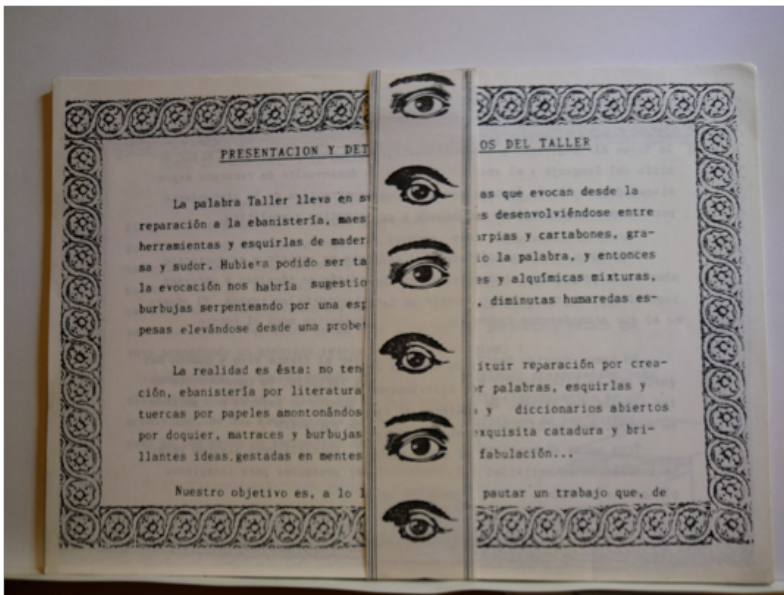 PRESENTACION Y DET OS DEL TALLER
La palabra Taller lleva en as que evocan desde la
reparación a la ebanistería, maes es desenvolviéndose entre
herramientas y esquirlas de mader arpias y cartabones, gra-
sa y sudor. Hubiera podido ser ta io la palabra, y entonces
la evocación nos habría sugestio es y alquímicas mixturas,
burbujas serpenteando por una esp , diminutas humaredas es-
pesas elevándose desde una probe
La realidad es ésta: no ten ituir reparación por crea-
ción, ebanistería por literatura r palabras, esquirlas y
tuercas por papeles amontonándos y diccionarios abiertos
por doquier, matraces y burbujas exquisita catadura y bri-
llantes ideas gestadas en mentes fabulación...
Nuestro objetivo es, a lo l pautar un trabajo que, de